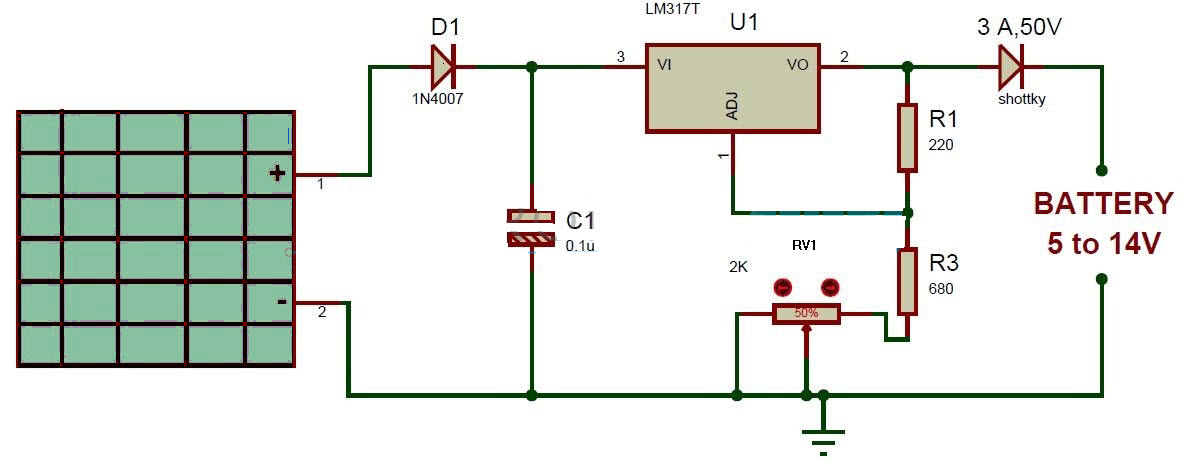 LM317T
U1
D1
3 A,50V
1N4007
3
VI
VO
2
shottky
ADJ
1
R1
220
+
1
BATTERY
5 to 14V
C1
0.1u
RV1
2K
R3
680
50%
-
2